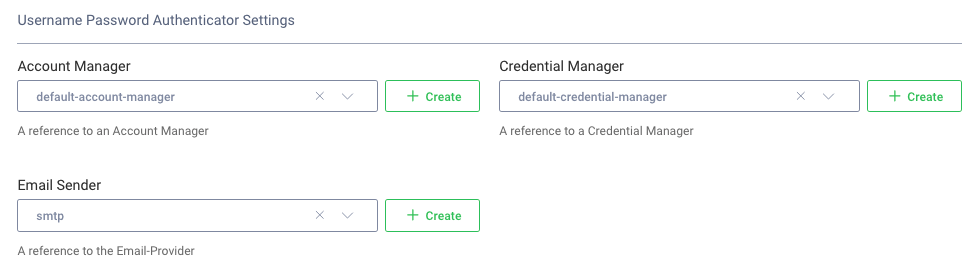 Username Password Authenticator Settings
Account Manager
default-account-manager
Create
A reference to an Account Manager
Credential Manager
default-credential-manager
Create
A reference to a Credential Manager
Email Sender
smtp
Create
A reference to the Email-Provider